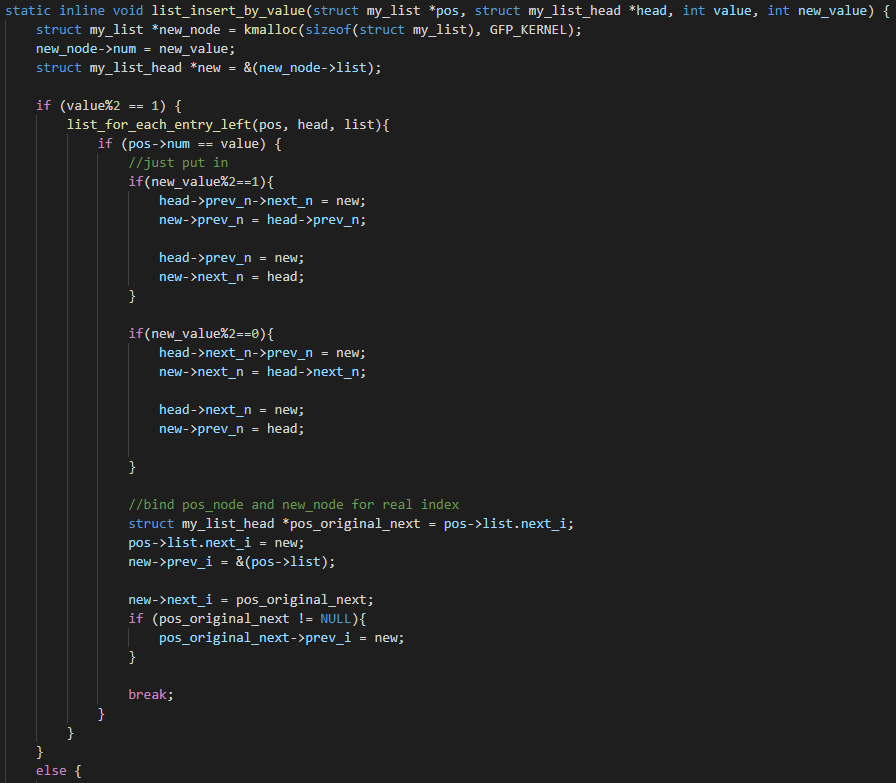 static inline void list_insert_by_value(struct my_list *pos, struct my_list_head *head, int value, int new_value) {
    struct my_list *new_node = kmalloc(sizeof(struct my_list), GFP_KERNEL);
    new_node->num = new_value;
    struct my_list_head *new = &(new_node->list);

    if (value%2 == 1) {
        list_for_each_entry_left(pos, head, list){
            if (pos->num == value) {
                //just put in
                if(new_value%2==1){
                    head->prev_n->next_n = new;
                    new->prev_n = head->prev_n;

                    head->prev_n = new;
                    new->next_n = head;
                }

                if(new_value%2==0){
                    head->next_n->prev_n = new;
                    new->next_n = head->next_n;

                    head->next_n = new;
                    new->prev_n = head;

                }

                //bind pos_node and new_node for real index
                struct my_list_head *pos_original_next = pos->list.next_i;
                pos->list.next_i = new;
                new->prev_i = &(pos->list);

                new->next_i = pos_original_next;
                if (pos_original_next != NULL){
                    pos_original_next->prev_i = new;
                }

                break;
            }
        }
    }
    else {